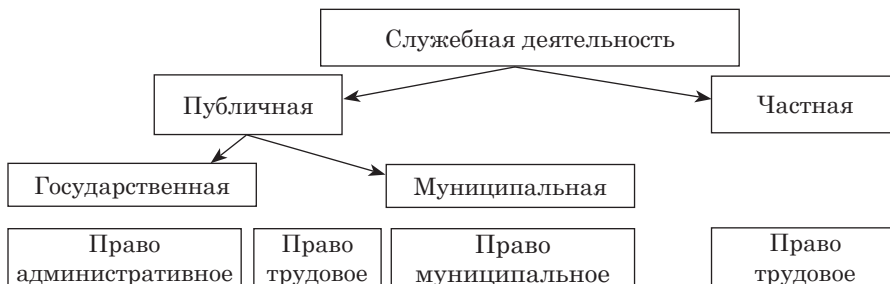 Служебная деятельность
Публичная
Частная
Государственная
Муниципальная
Право
административное
Право
трудовое
Право
муниципальное
Право
трудовое